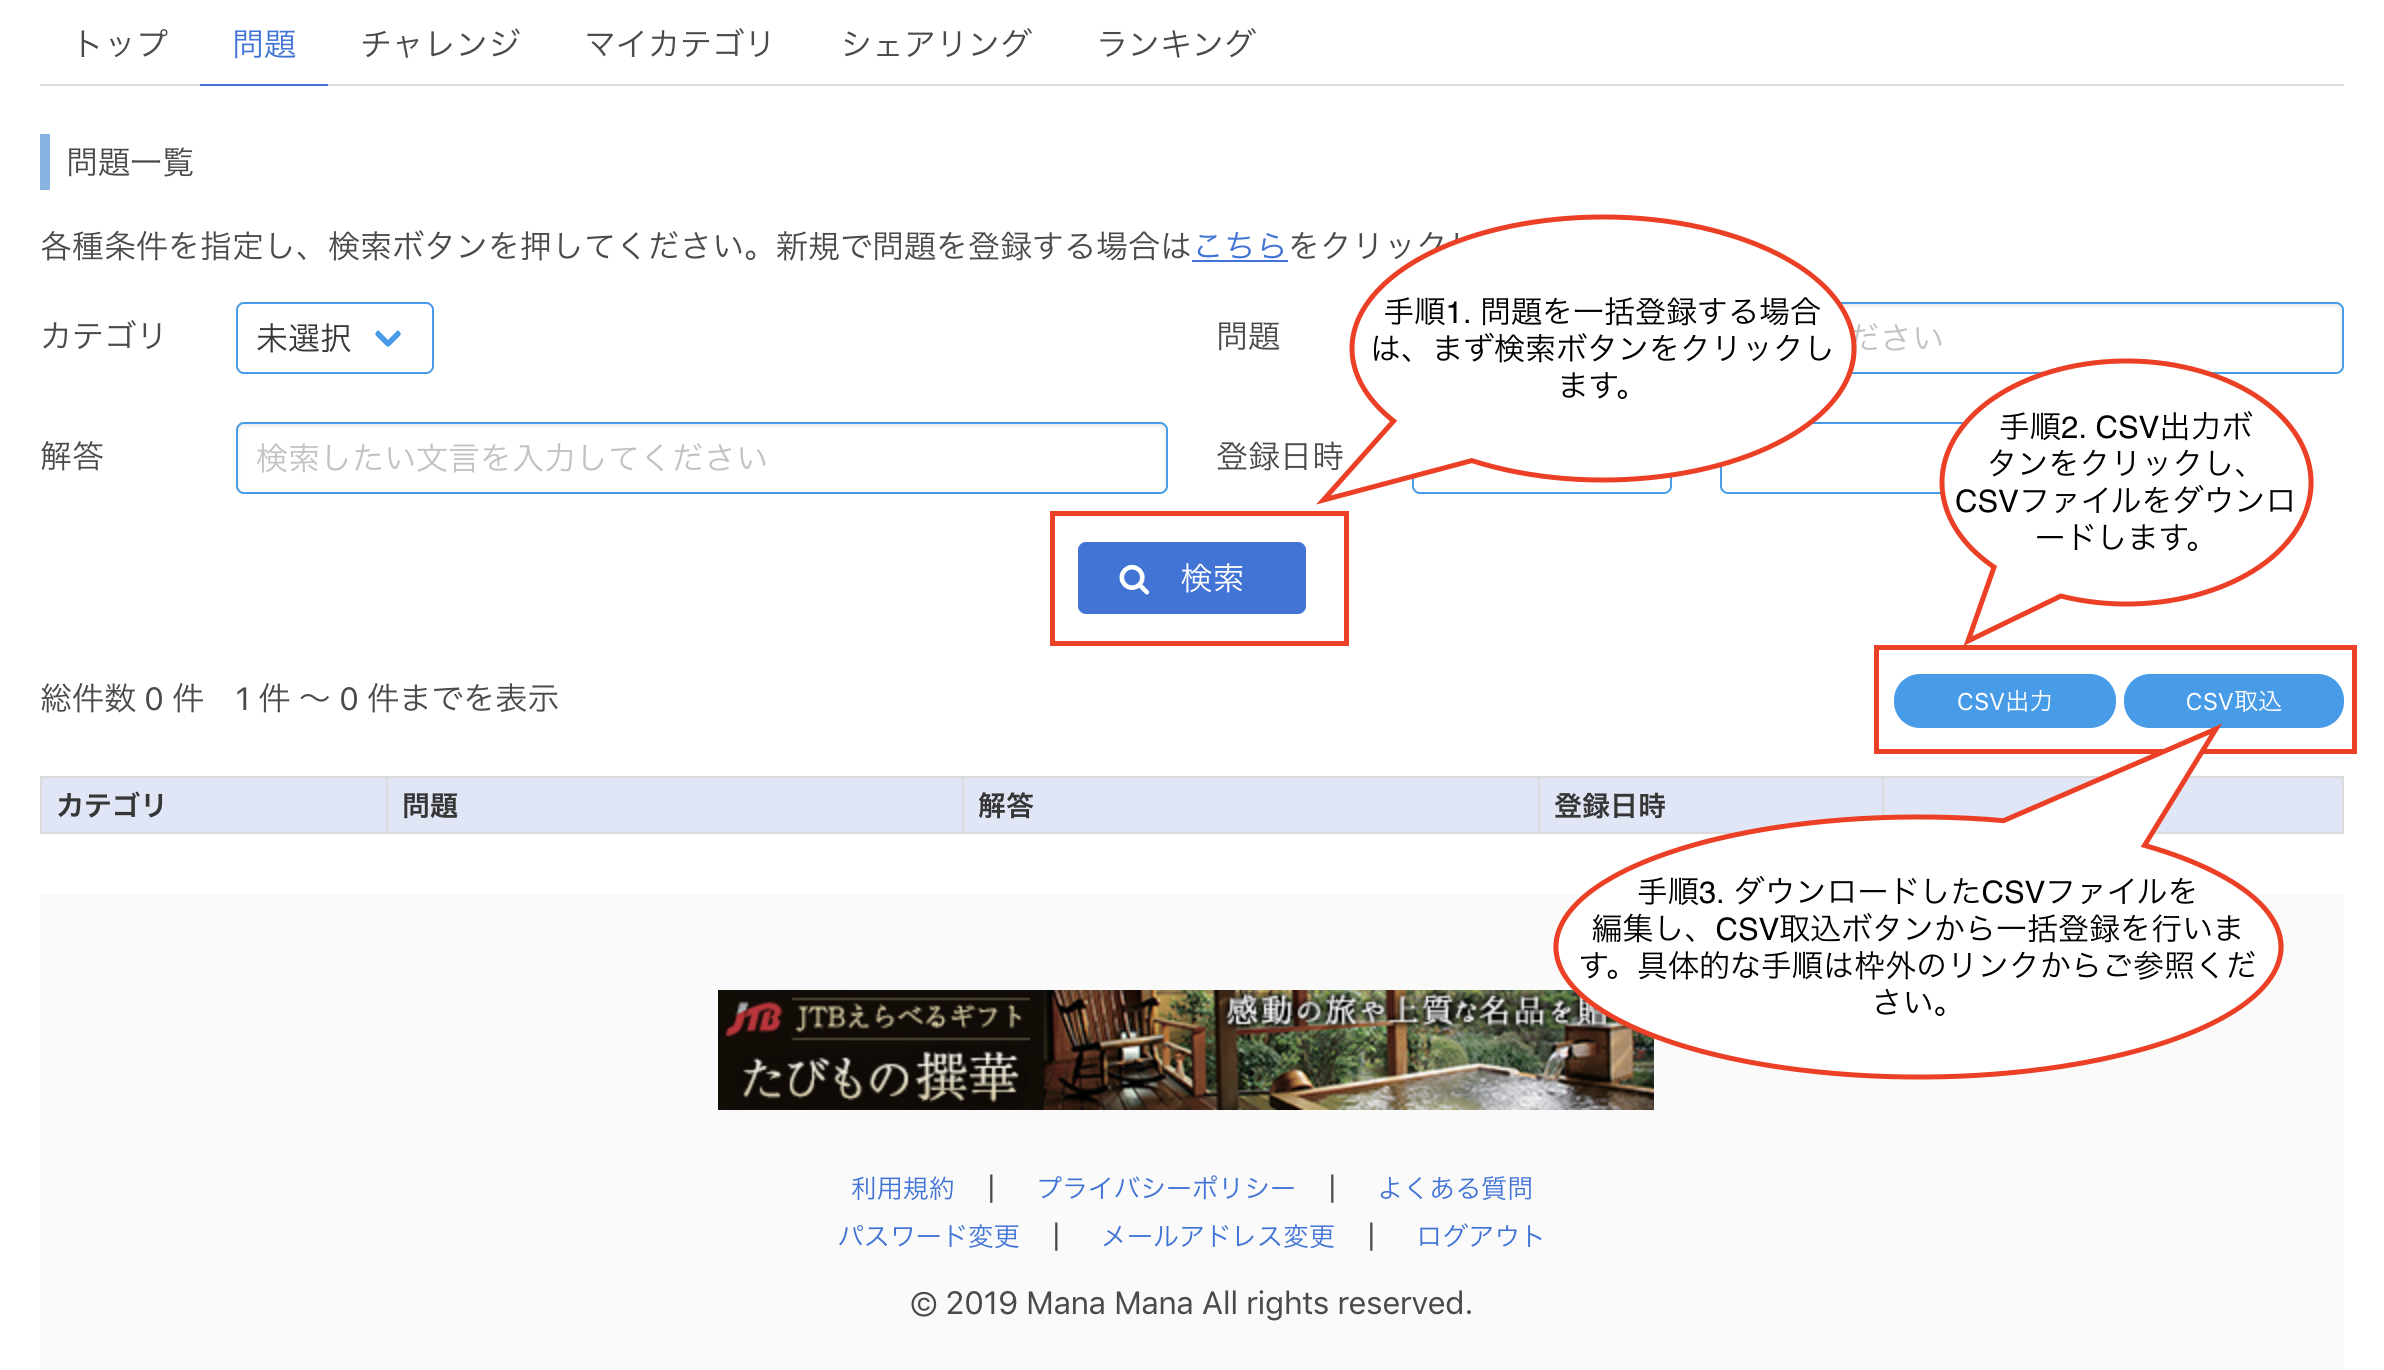 トップ 問題 チャレンジ マイカテゴリ シェアリング ランキング
問題一覧
各種条件を指定し、検索ボタンを押してください。新規で問題を登録する場合はこちらをクリック
カテゴリ 未選択
問題 ださい
解答 検索したい文言を入力してください
登録日時
手順1. 問題を一括登録する場合
は、まず検索ボタンをクリックし
ます。
手順2. CSV出力ボ
タンをクリックし、
CSVファイルをダウンロ
ードします。
検索
総件数 0 件 1 件 〜 0 件までを表示
CSV出力 CSV取込
カテゴリ 問題 解答 登録日時
手順3. ダウンロードしたCSVファイルを
編集し、CSV取込ボタンから一括登録を行いま
す。具体的な手順は枠外のリンクからご参照くだ
さい。
JTB JTBえらべるギフト
たびもの撰華
感動の旅や上質な名品を
利用規約 | プライバシーポリシー | よくある質問
パスワード変更 | メールアドレス変更 | ログアウト
© 2019 Mana Mana All rights reserved.